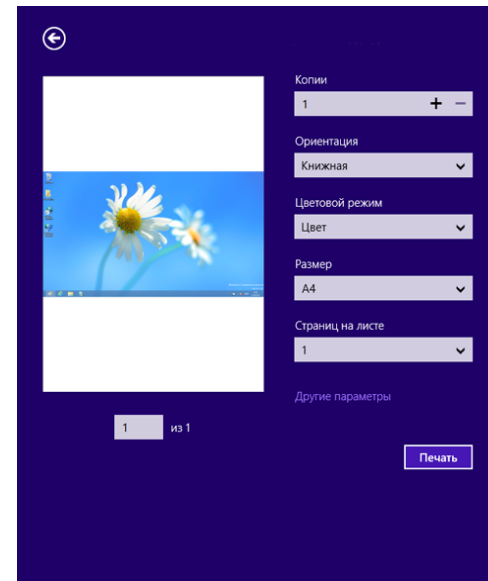 Копии
1
Ориентация
Книжная
Цветовой режим
Цвет
Размер
A4
Страниц на листе
1
Другие параметры
1 из 1
Печать